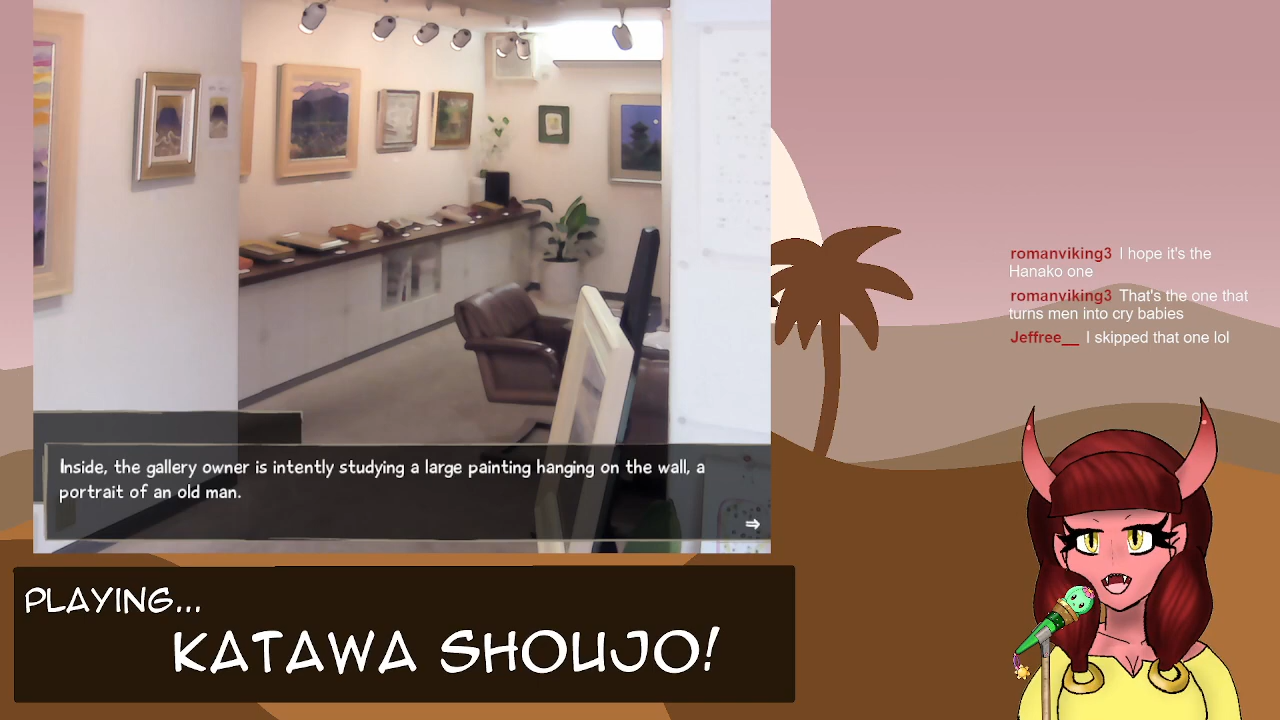 Inside, the gallery owner is intently studying a large painting hanging on the wall, a
portrait of an old man.
romanviking3 I hope it's the
Hanako one
romanviking3 That's the one that
turns men into cry babies
Jeffree__ I skipped that one lol
PLAYING...
KATAWA SHOUJO!